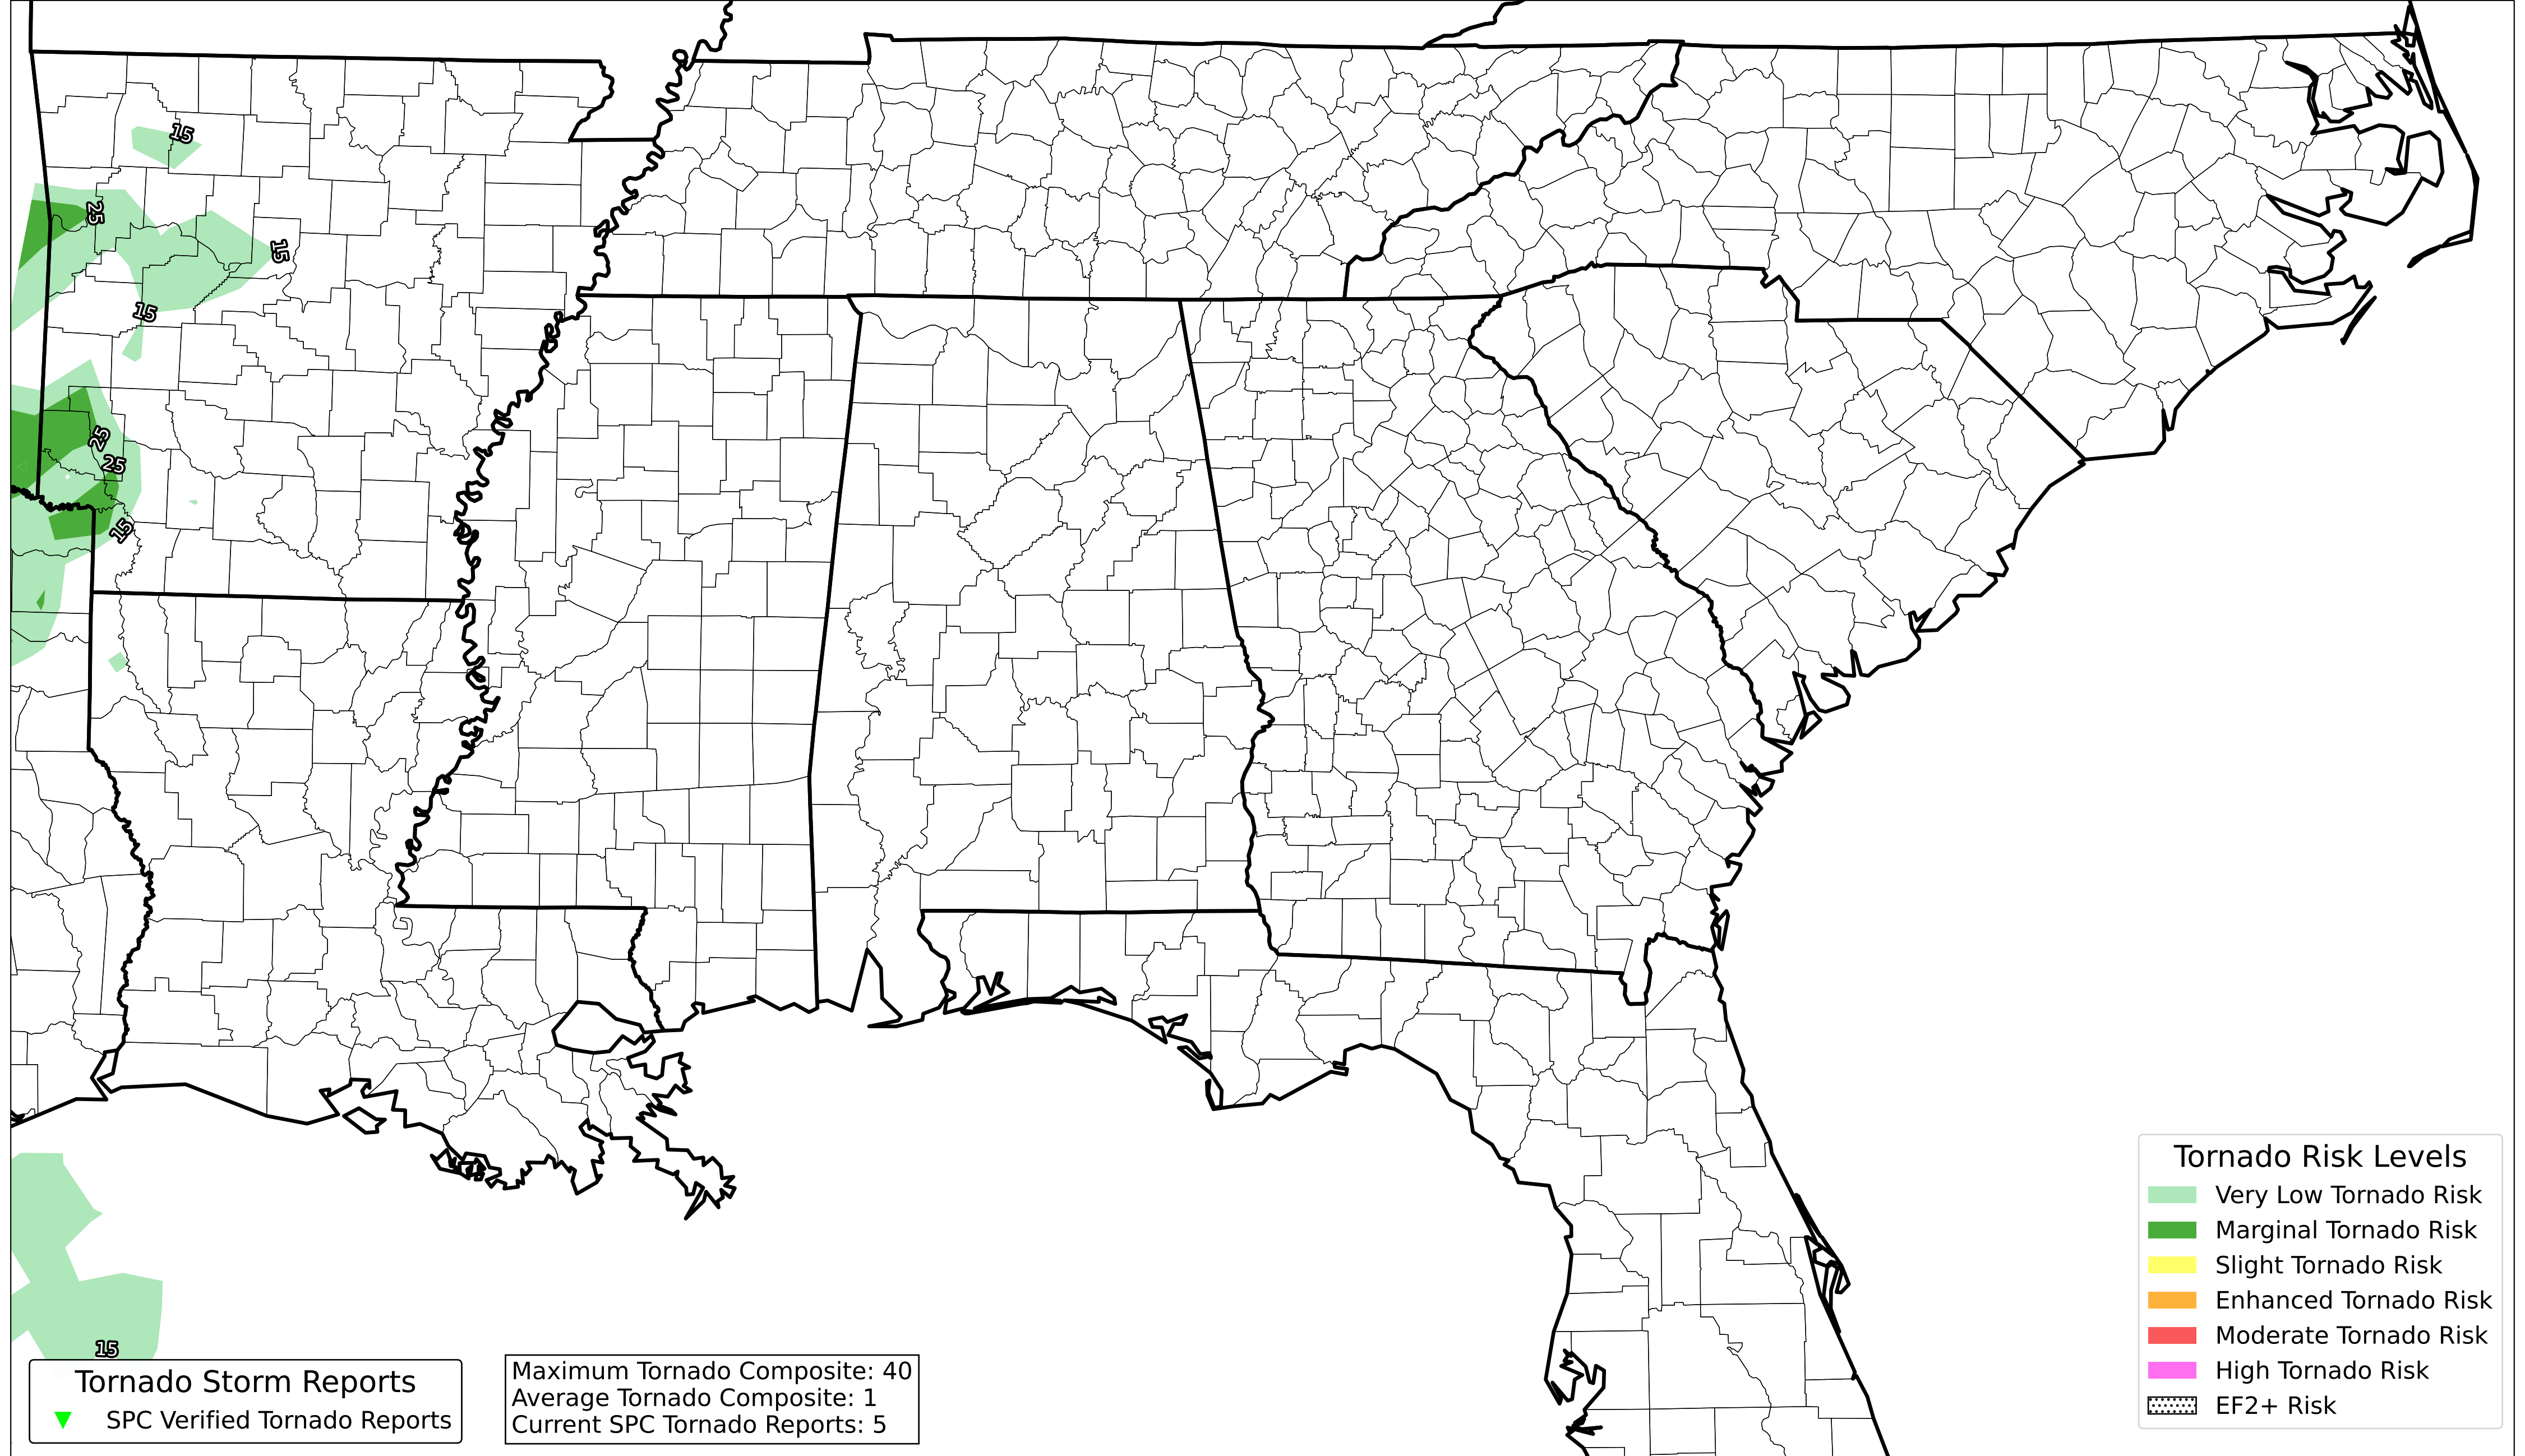 15
25
15
15
25
25
15
15
Tornado Storm Reports
SPC Verified Tornado Reports
Maximum Tornado Composite: 40
Average Tornado Composite: 1
Current SPC Tornado Reports: 5
Tornado Risk Levels
Very Low Tornado Risk
Marginal Tornado Risk
Slight Tornado Risk
Enhanced Tornado Risk
Moderate Tornado Risk
High Tornado Risk
EF2+ Risk